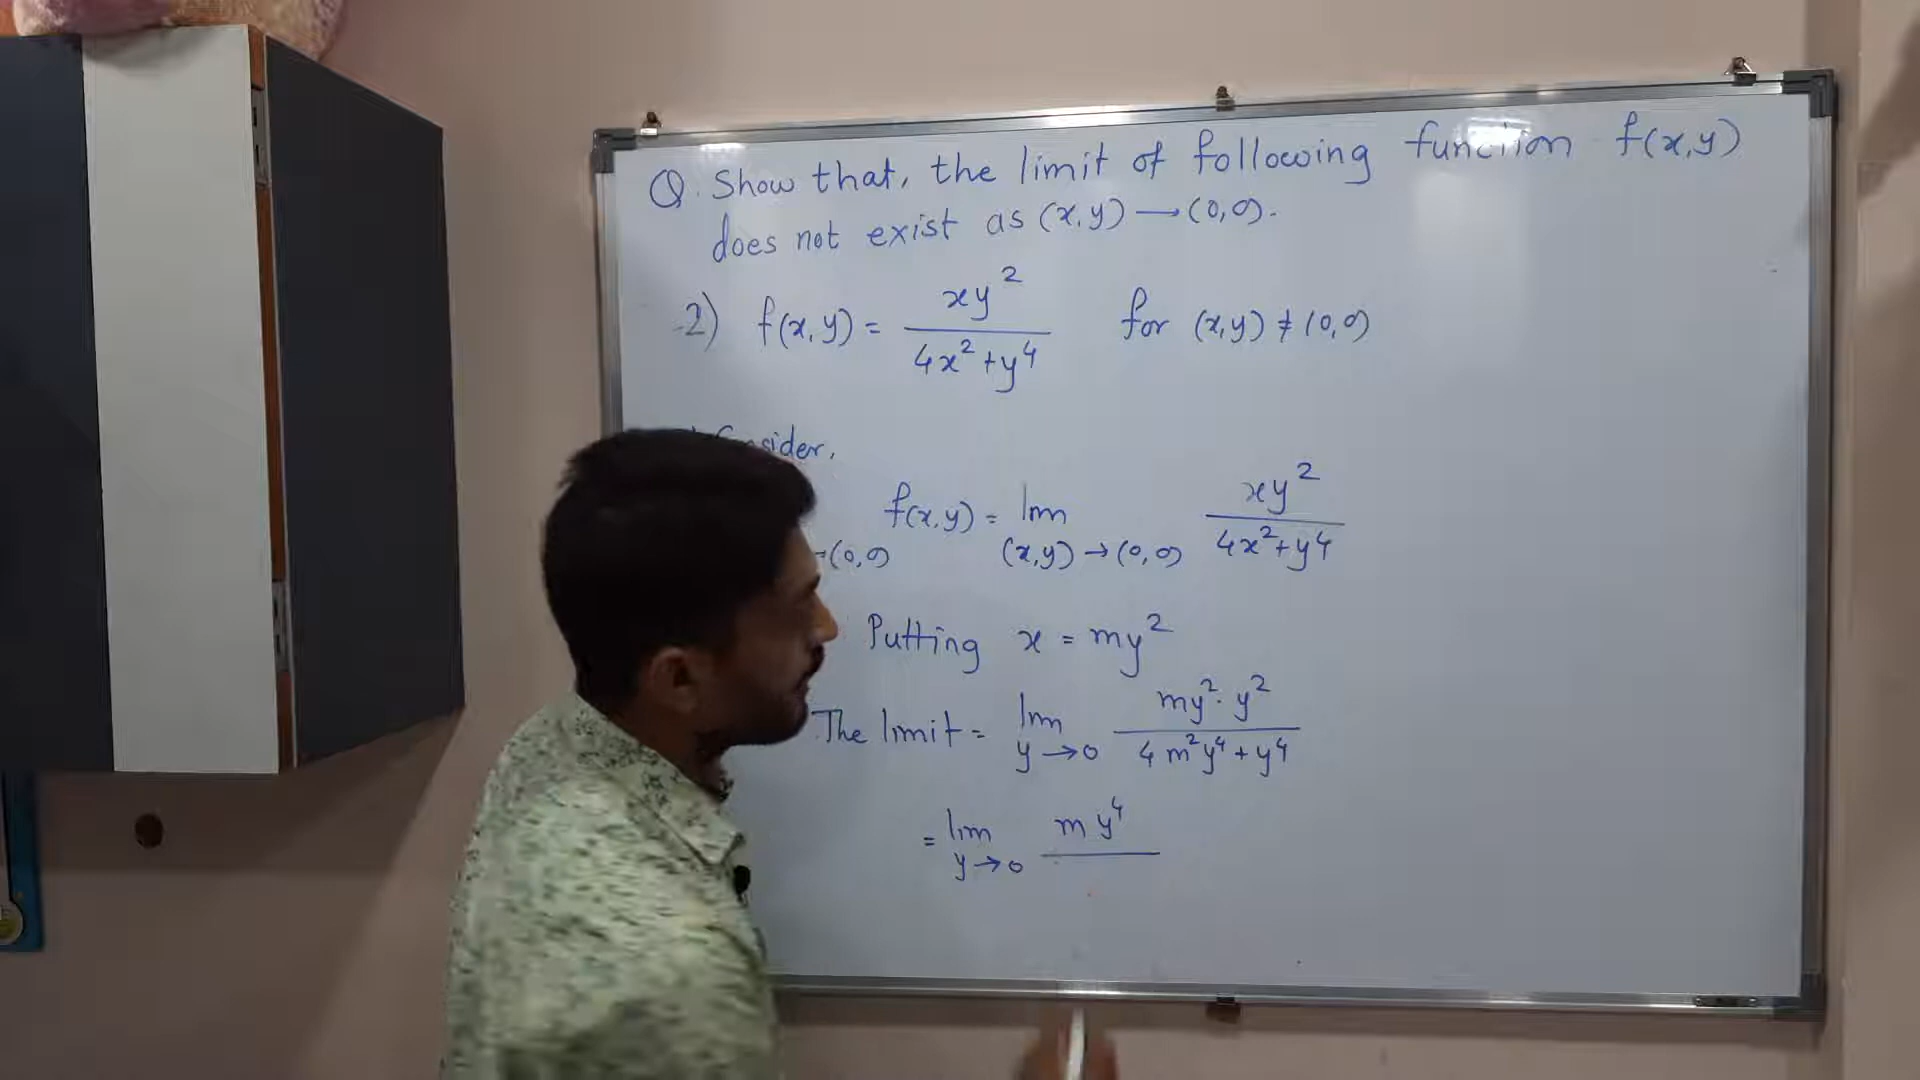 Q. Show that, the limit of following function f(x,y)
does not exist as (x,y) → (0,0).
2) f(x,y) = xy² / 4x²+y⁴ for (x,y) ≠ (0,0)
f(x,y) = lim (x,y)→(0,0) xy² / 4x²+y⁴
→(0,0)
Putting x = my²
The limit = lim y→0 my²·y² / 4m²y⁴+y⁴
= lim y→0 my⁴